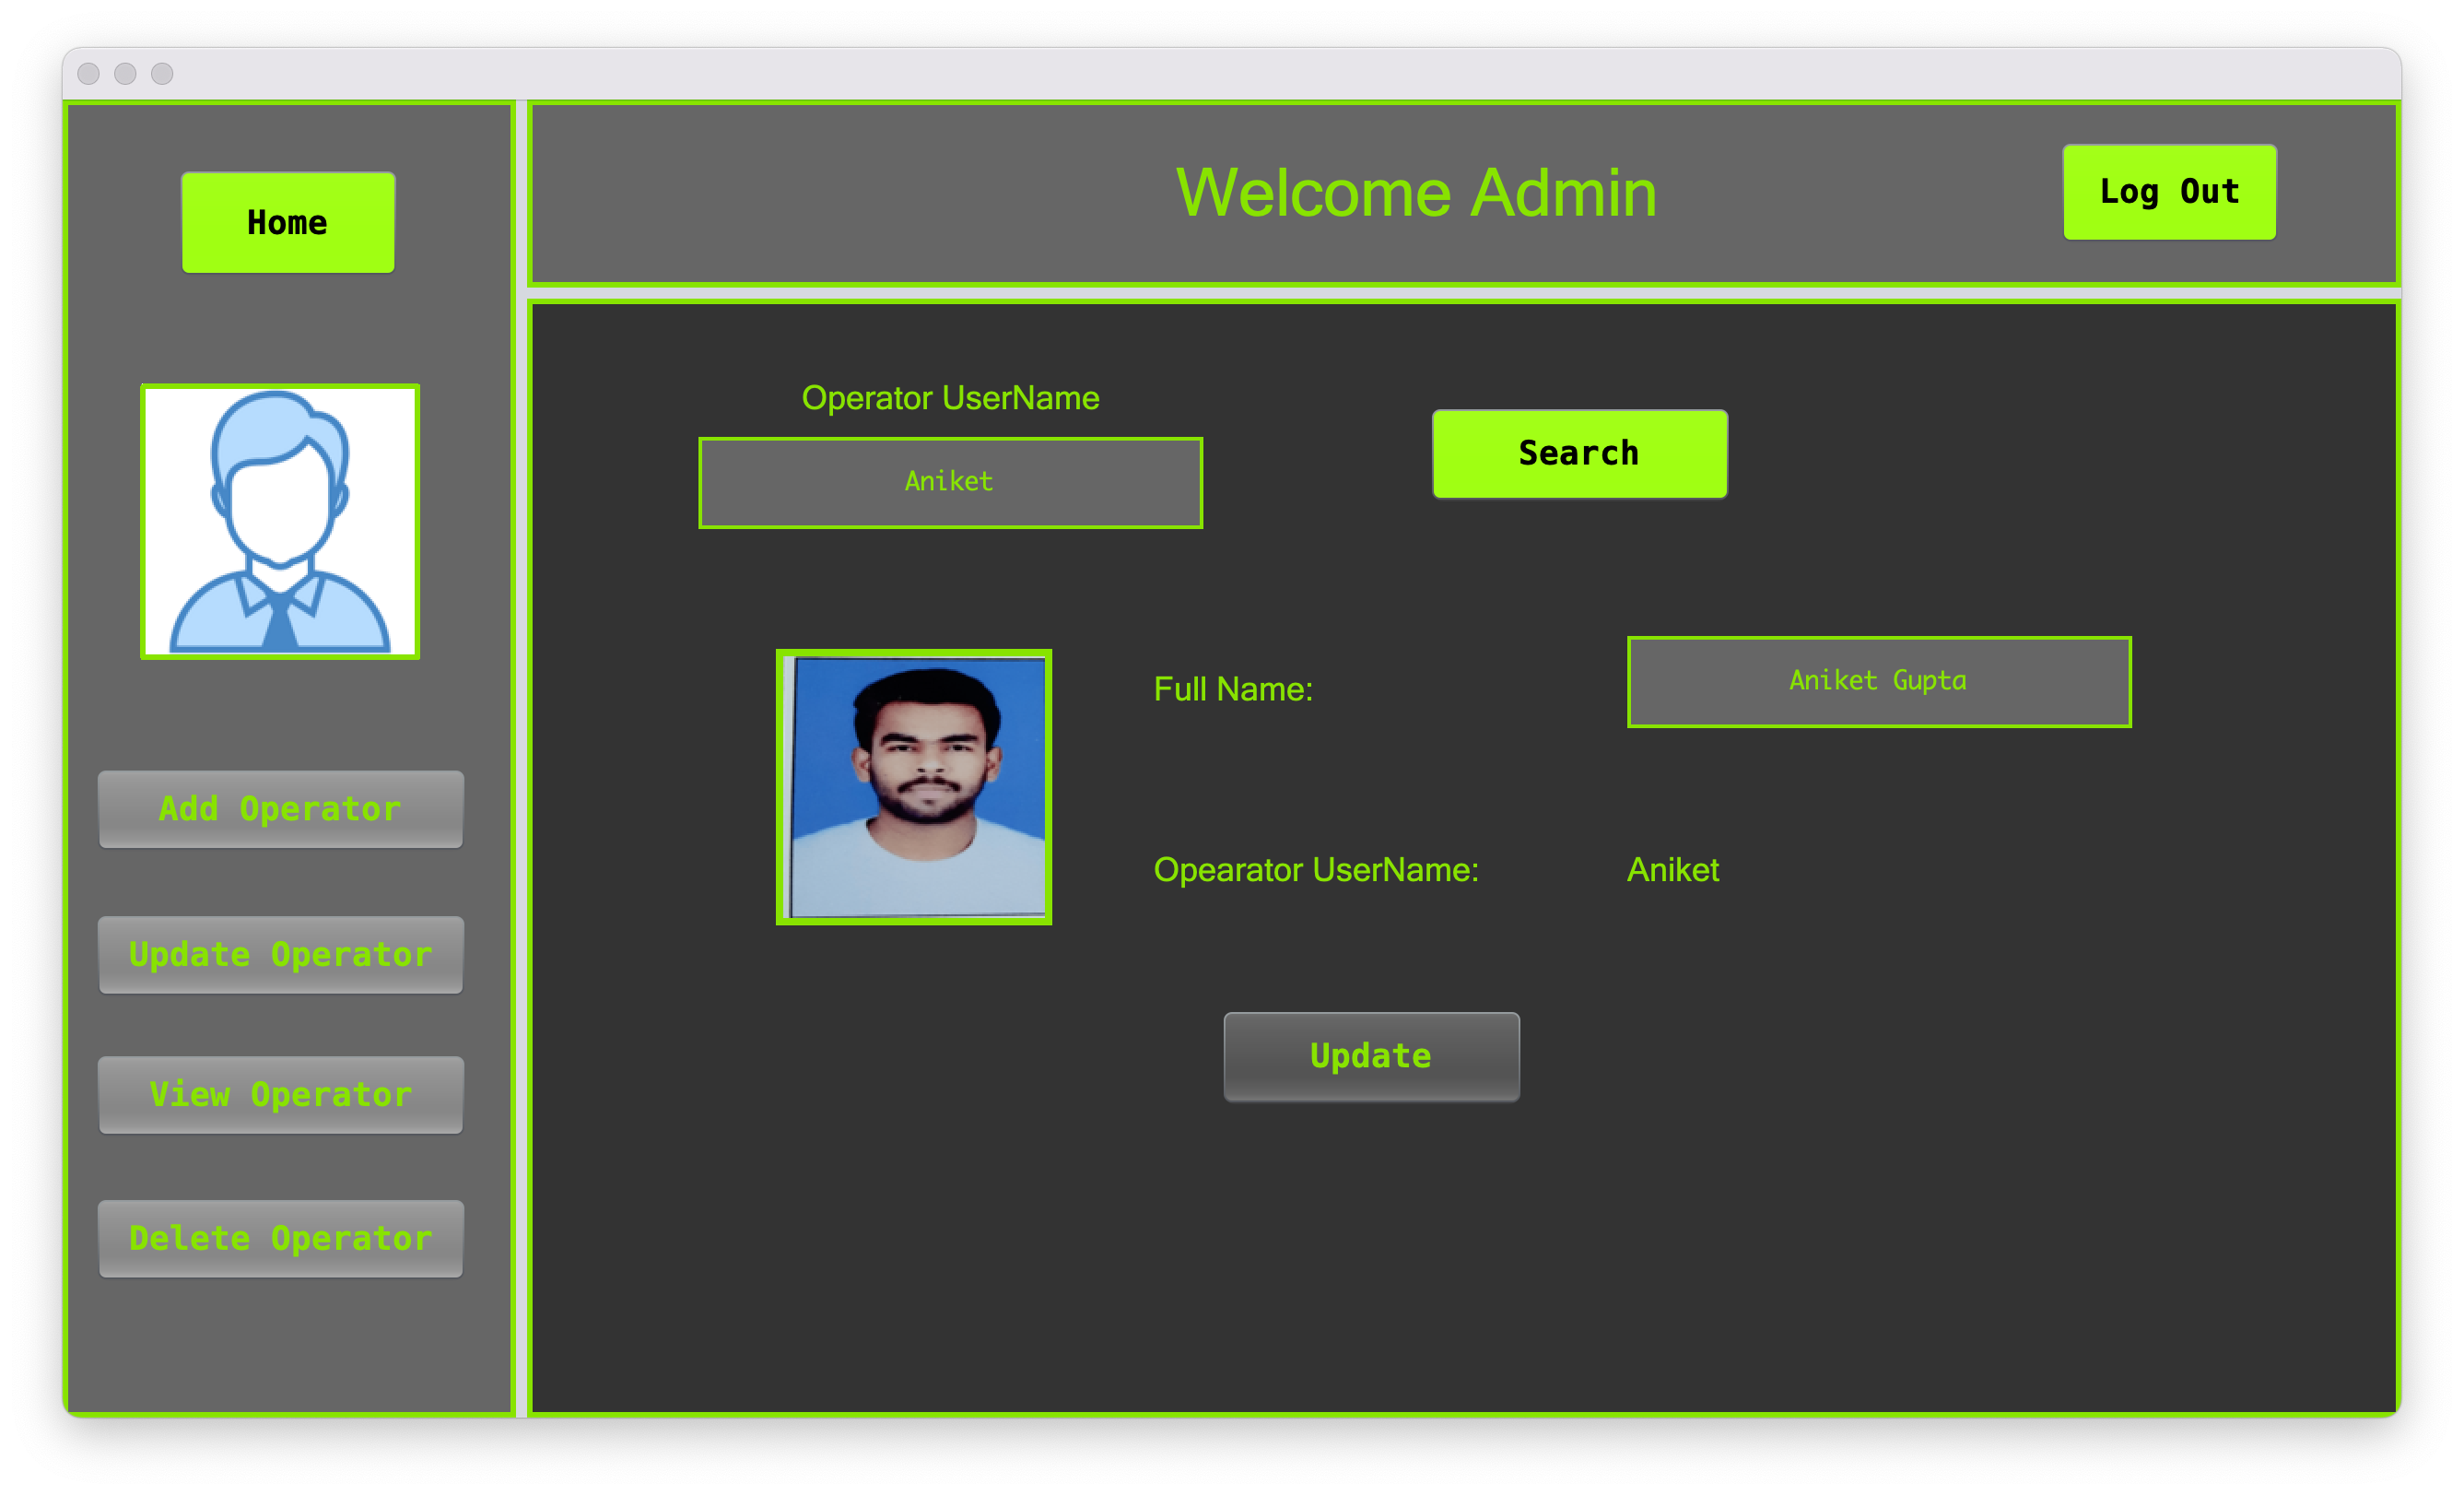 Home
Welcome Admin
Log Out
Operator UserName
Aniket
Search
Full Name:
Aniket Gupta
Opearator UserName:
Aniket
Update
Add Operator
Update Operator
View Operator
Delete Operator